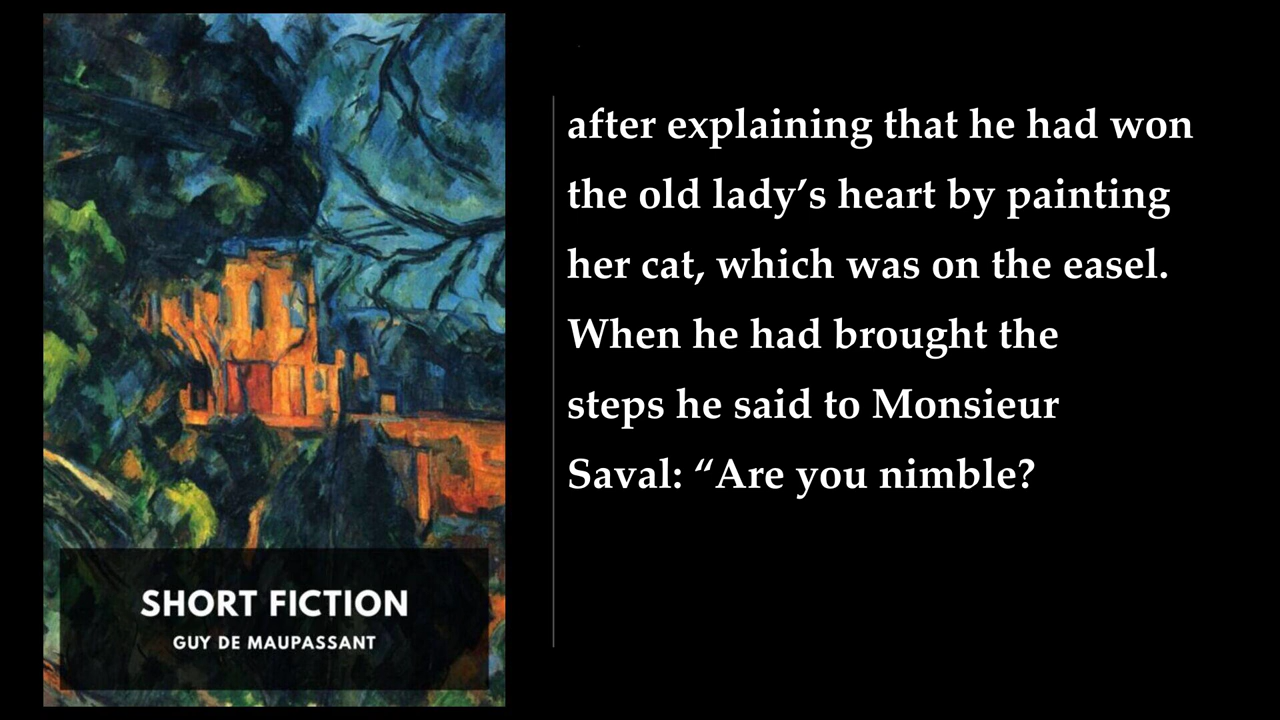 SHORT FICTION
GUY DE MAUPASSANT
after explaining that he had won
the old lady’s heart by painting
her cat, which was on the easel.
When he had brought the
steps he said to Monsieur
Saval: “Are you nimble?